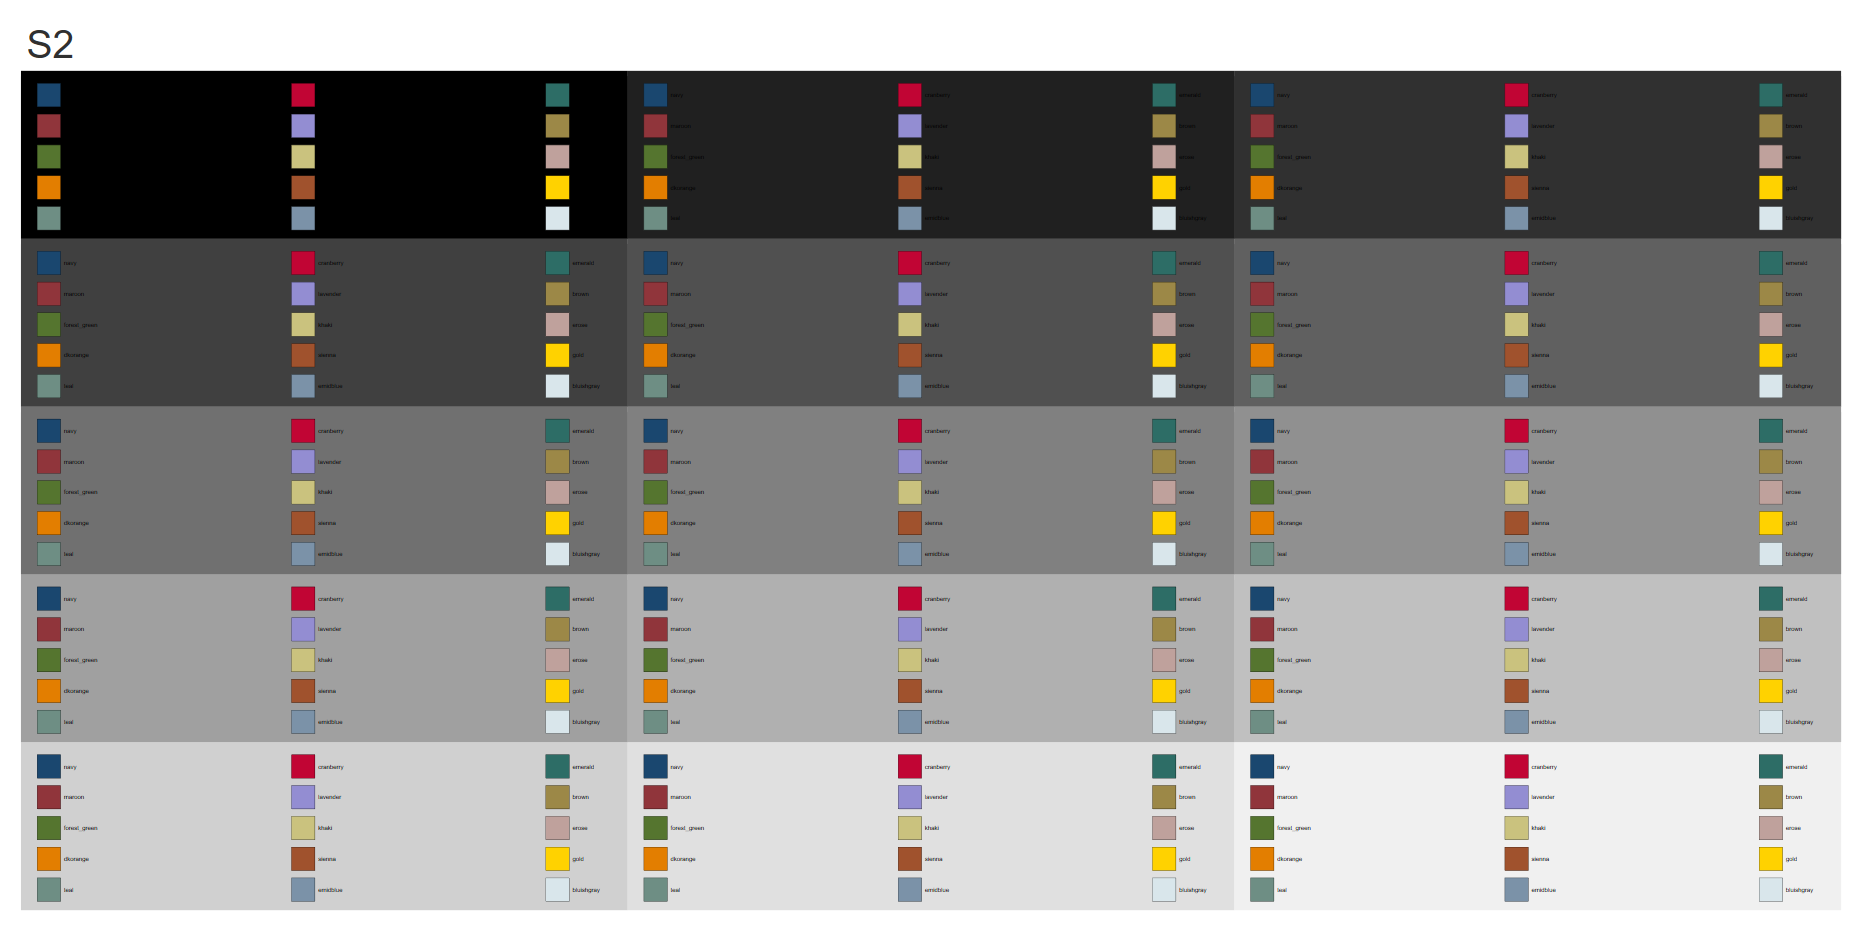 S2
navy cranberry emerald navy cranberry emerald
maroon lavender brown maroon lavender brown
forest_green khaki erose forest_green khaki erose
dkorange sienna gold dkorange sienna gold
teal emidblue bluishgray teal emidblue bluishgray
navy cranberry emerald navy cranberry emerald navy cranberry emerald
maroon lavender brown maroon lavender brown maroon lavender brown
forest_green khaki erose forest_green khaki erose forest_green khaki erose
dkorange sienna gold dkorange sienna gold dkorange sienna gold
teal emidblue bluishgray teal emidblue bluishgray teal emidblue bluishgray
navy cranberry emerald navy cranberry emerald navy cranberry emerald
maroon lavender brown maroon lavender brown maroon lavender brown
forest_green khaki erose forest_green khaki erose forest_green khaki erose
dkorange sienna gold dkorange sienna gold dkorange sienna gold
teal emidblue bluishgray teal emidblue bluishgray teal emidblue bluishgray
navy cranberry emerald navy cranberry emerald navy cranberry emerald
maroon lavender brown maroon lavender brown maroon lavender brown
forest_green khaki erose forest_green khaki erose forest_green khaki erose
dkorange sienna gold dkorange sienna gold dkorange sienna gold
teal emidblue bluishgray teal emidblue bluishgray teal emidblue bluishgray
navy cranberry emerald navy cranberry emerald navy cranberry emerald
maroon lavender brown maroon lavender brown maroon lavender brown
forest_green khaki erose forest_green khaki erose forest_green khaki erose
dkorange sienna gold dkorange sienna gold dkorange sienna gold
teal emidblue bluishgray teal emidblue bluishgray teal emidblue bluishgray